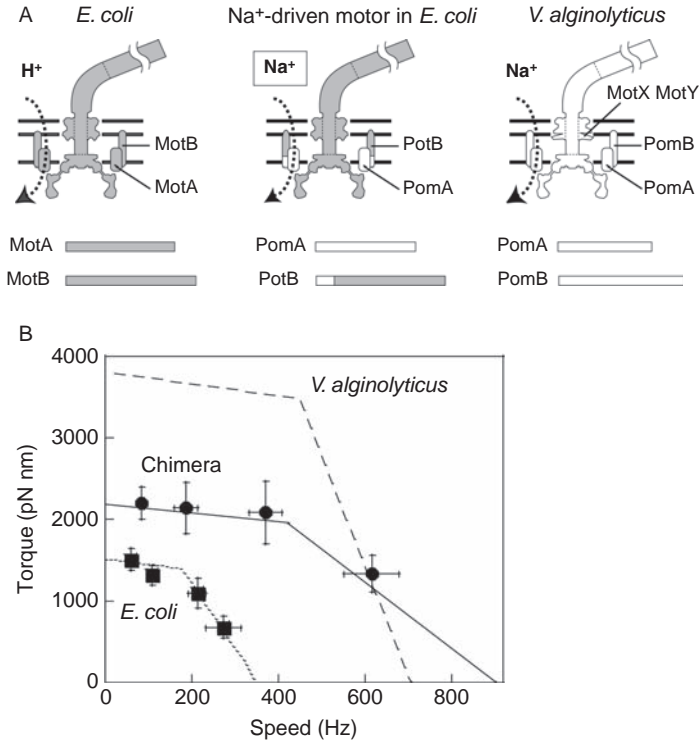 A
E. coli
Na⁺-driven motor in E. coli
V. alginolyticus
H⁺
Na⁺
Na⁺
MotX MotY
MotB
PotB
PomB
MotA
PomA
PomA
MotA
PomA
PomA
MotB
PotB
PomB
B
4000
3000
2000
1000
0
Torque (pN nm)
V. alginolyticus
Chimera
E. coli
0
200
400
600
800
Speed (Hz)